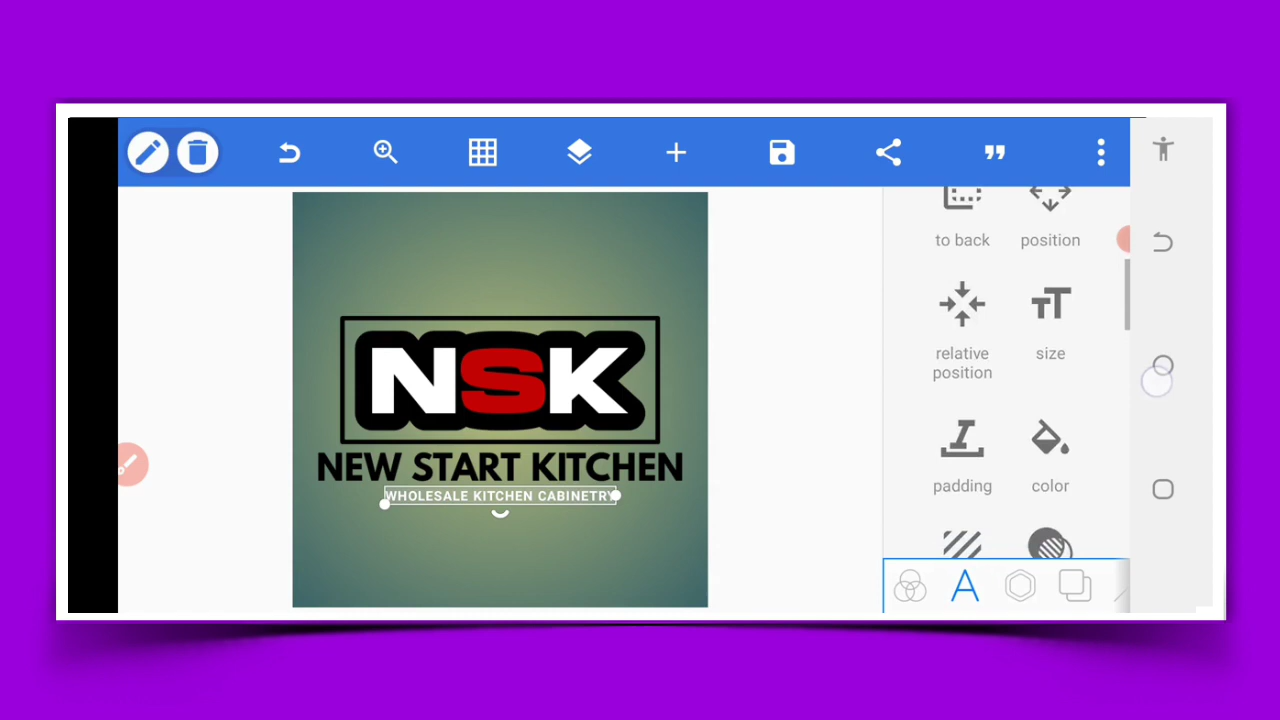 to back
position
relative
position
size
NSK
NEW START KITCHEN
WHOLESALE KITCHEN CABINETRY
padding
color